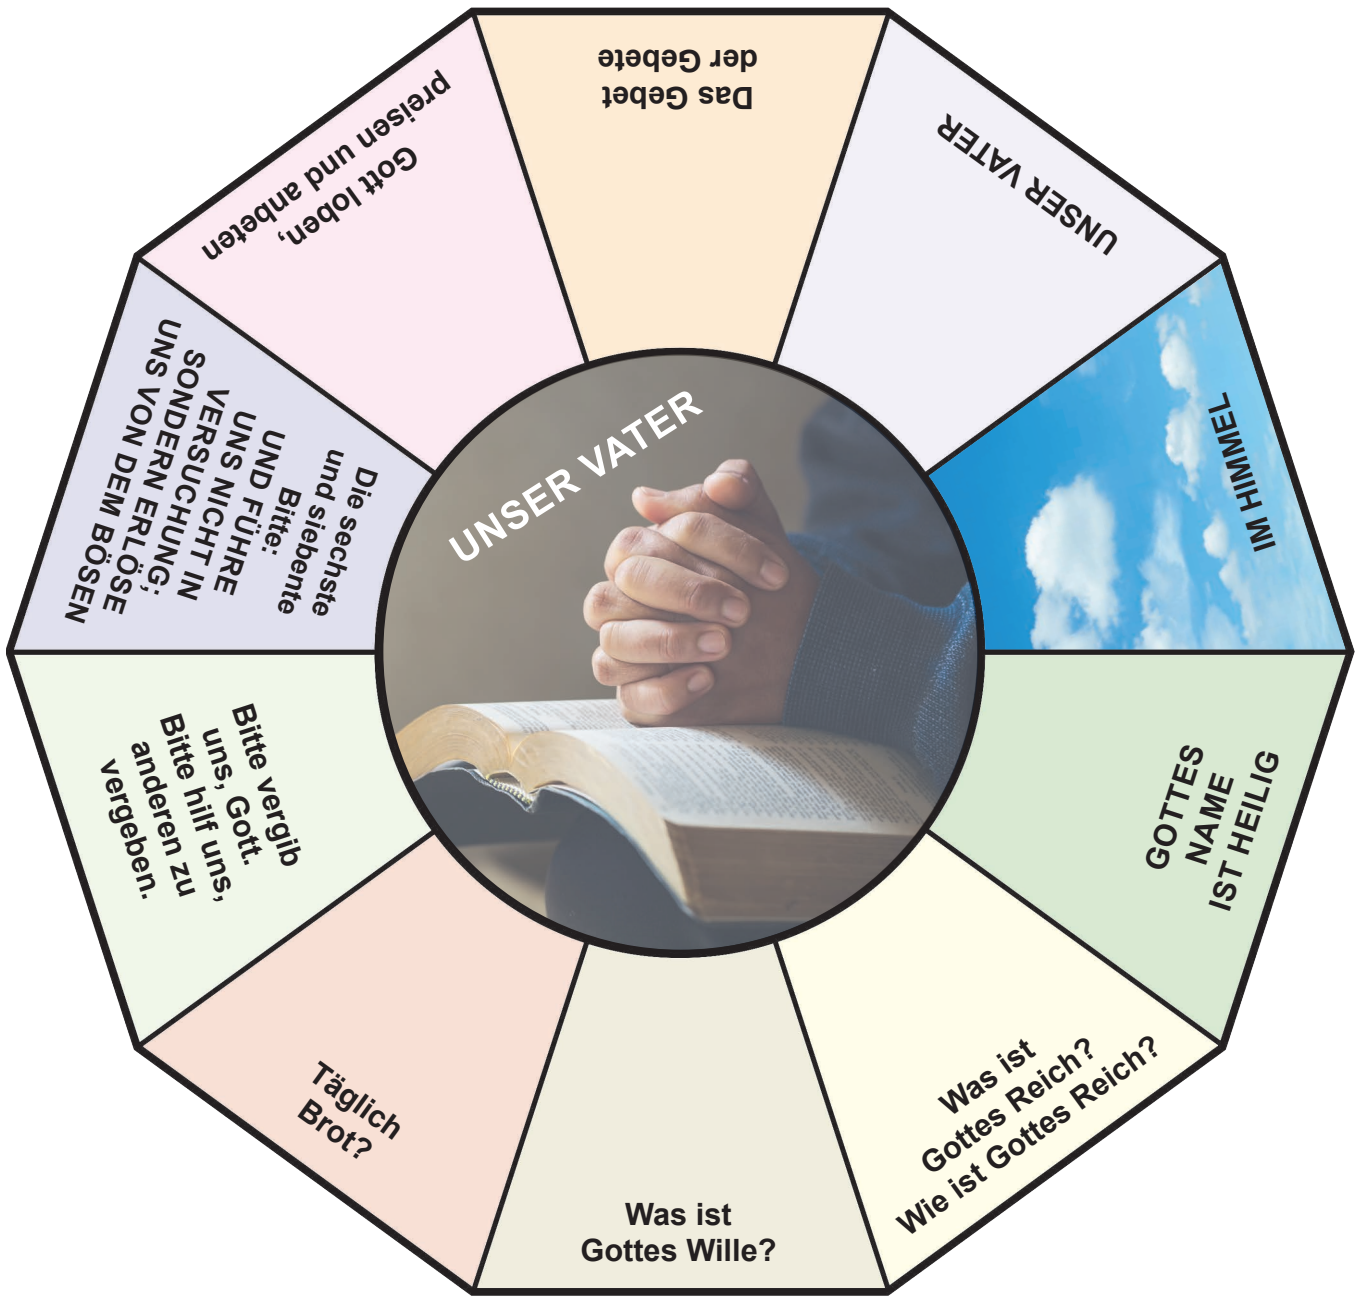 UNSER VATER
Das Gebet
der Gebete
UNSER VATER
IM HIMMEL
GOTTES
NAME
IST HEILIG
Was ist
Gottes Reich?
Wie ist Gottes Reich?
Was ist
Gottes Wille?
Täglich
Brot?
Bitte vergib
uns, Gott.
Bitte hilf uns,
anderen zu
vergeben.
Die sechste
und siebente
Bitte:
UND FÜHRE
UNS NICHT IN
VERSUCHUNG;
SONDERN ERLÖSE
UNS VON DEM BÖSEN
Gott loben,
preisen und anbeten